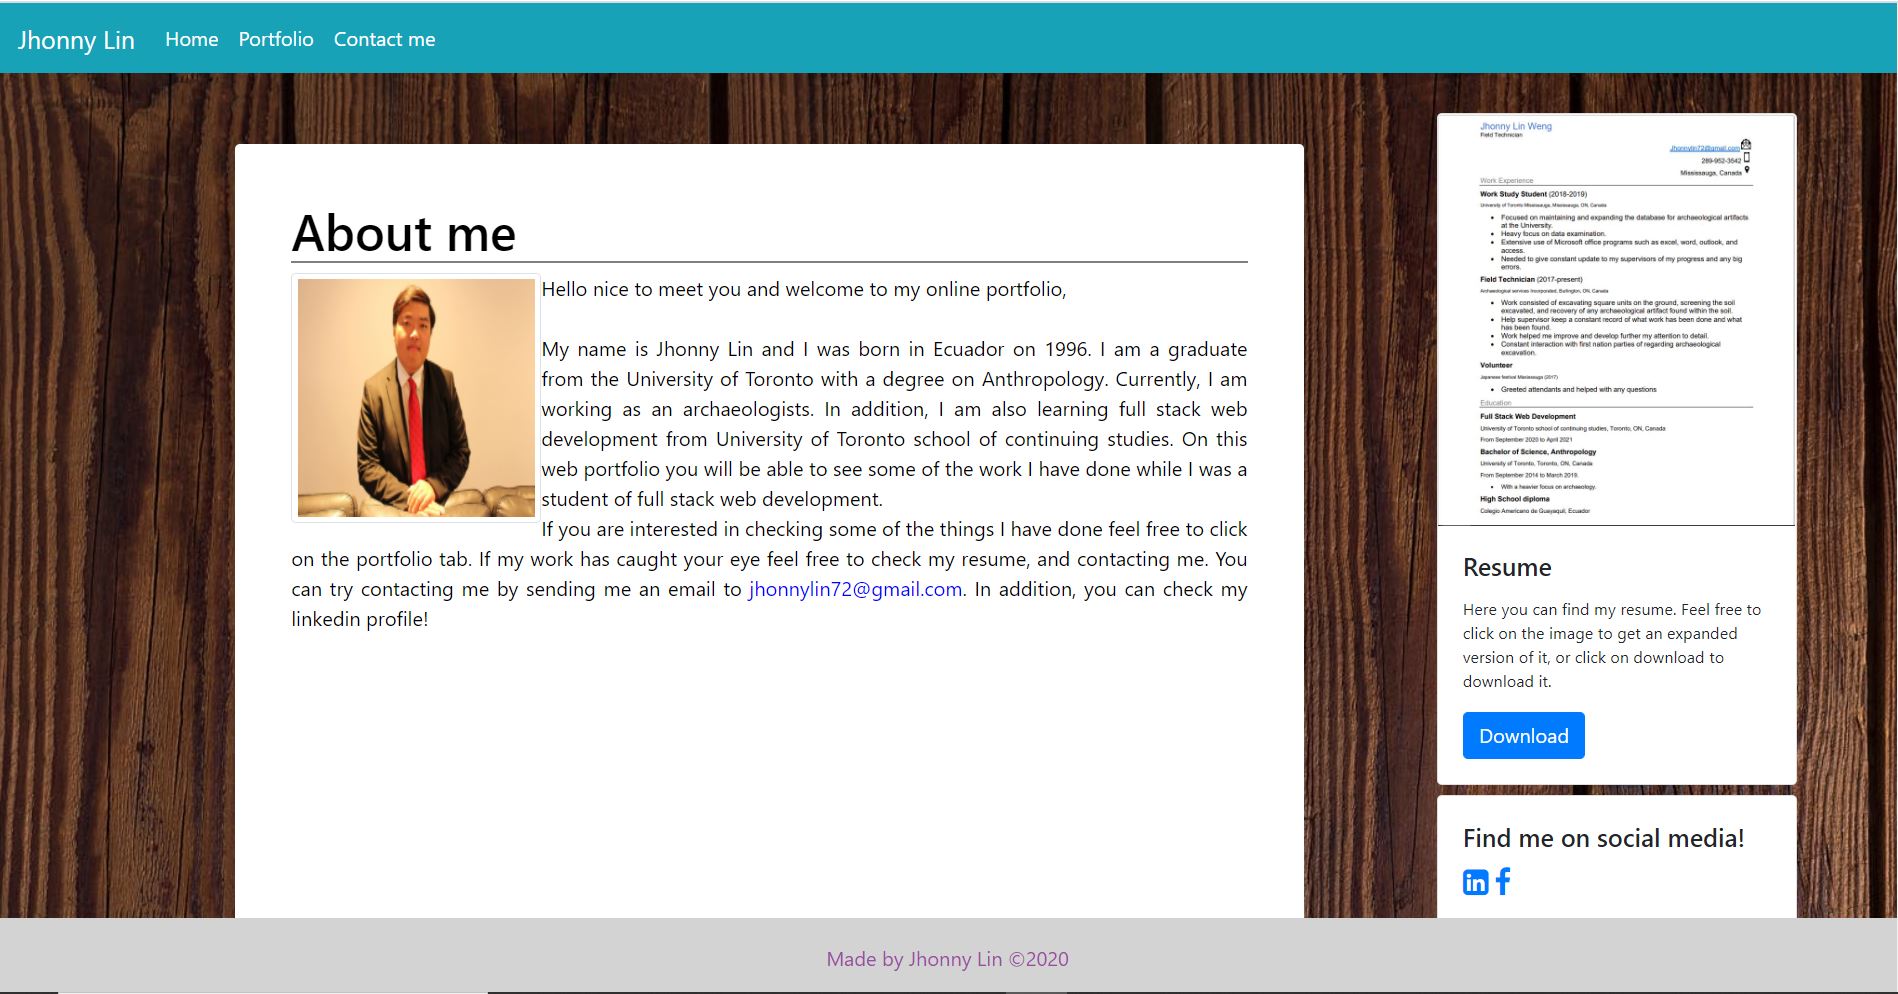 Jhonny Lin Home Portfolio Contact me
About me
Hello nice to meet you and welcome to my online portfolio,
My name is Jhonny Lin and I was born in Ecuador on 1996. I am a graduate
from the University of Toronto with a degree on Anthropology. Currently, I am
working as an archaeologists. In addition, I am also learning full stack web
development from University of Toronto school of continuing studies. On this
web portfolio you will be able to see some of the work I have done while I was a
student of full stack web development.
If you are interested in checking some of the things I have done feel free to click
on the portfolio tab. If my work has caught your eye feel free to check my resume, and contacting me. You
can try contacting me by sending me an email to jhonnylin72@gmail.com. In addition, you can check my
linkedin profile!
Jhonny Lin Weng
Field Technician
Jhonnylin72@gmail.com
289-952-3542
Mississauga, Canada
Work Experience
Work Study Student (2018-2019)
University of Toronto Mississauga, Mississauga, ON, Canada
• Focused on maintaining and expanding the database for archaeological artifacts
at the University.
• Heavy focus on data examination.
• Extensive use of Microsoft office programs such as excel, word, outlook, and
access.
• Needed to give constant update to my supervisors of my progress and any big
errors.
Field Technician (2017-present)
Archaeological services Incorporated, Burlington, ON, Canada
• Work consisted of excavating square units on the ground, screening the soil
excavated, and recovery of any archaeological artifact found within the soil.
• Help supervisor keep a constant record of what work has been done and what
has been found.
• Work helped me improve and develop further my attention to detail.
• Constant interaction with first nation parties of regarding archaeological
excavation.
Volunteer
Japanese festival Mississauga (2017)
• Greeted attendants and helped with any questions
Education
Full Stack Web Development
University of Toronto school of continuing studies, Toronto, ON, Canada
From September 2020 to April 2021
Bachelor of Science, Anthropology
University of Toronto, Toronto, ON, Canada
From September 2014 to March 2019.
• With a heavier focus on archaeology.
High School diploma
Colegio Americano de Guayaquil, Ecuador
Resume
Here you can find my resume. Feel free to
click on the image to get an expanded
version of it, or click on download to
download it.
Download
Find me on social media!
in f
Made by Jhonny Lin ©2020